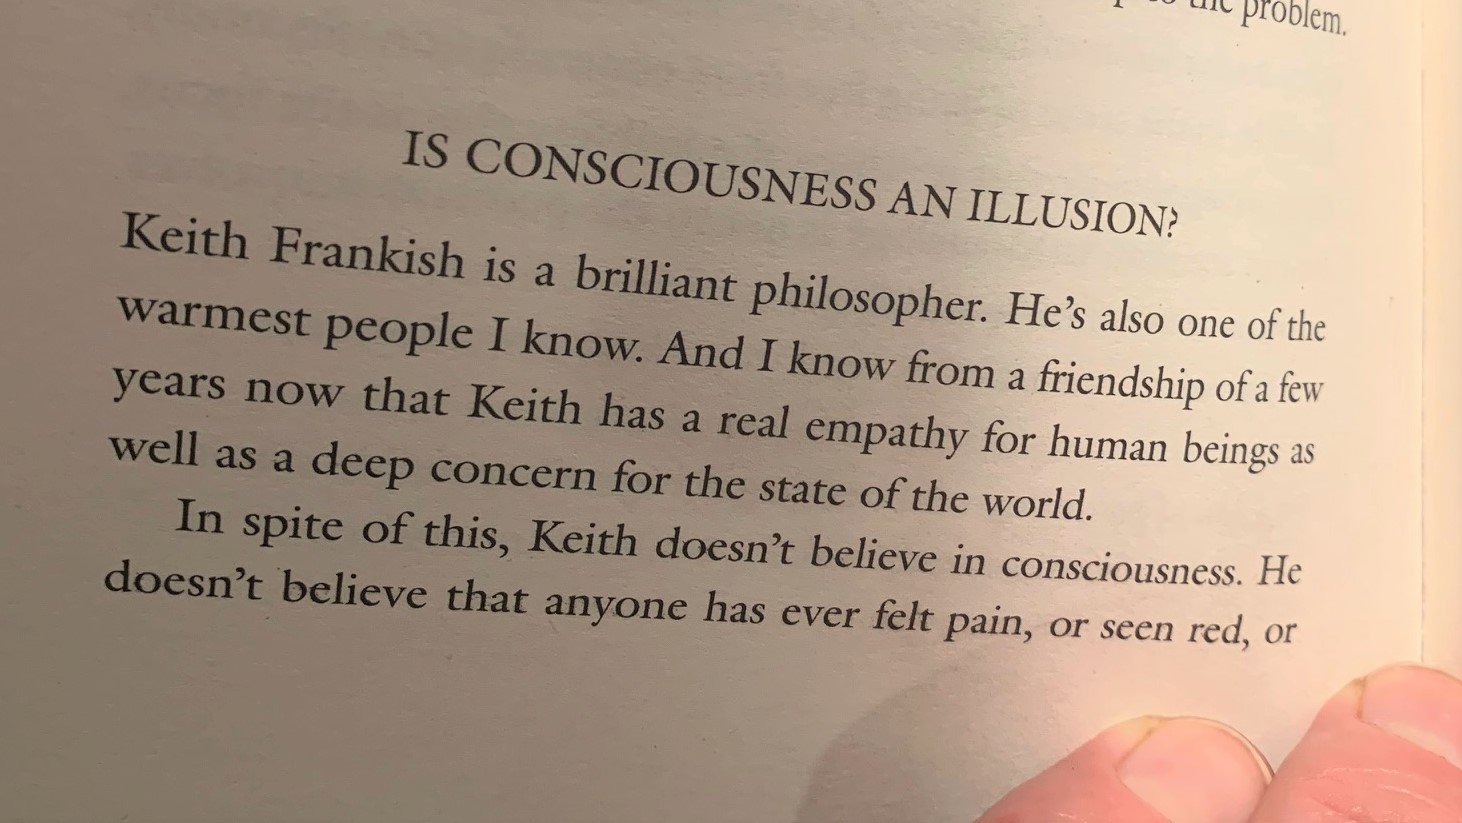 the problem.
IS CONSCIOUSNESS AN ILLUSION?
Keith Frankish is a brilliant philosopher. He's also one of the
warmest people I know. And I know from a friendship of a few
years now that Keith has a real empathy for human beings as
well as a deep concern for the state of the world.
In spite of this, Keith doesn't believe in consciousness. He
doesn't believe that anyone has ever felt pain, or seen red, or